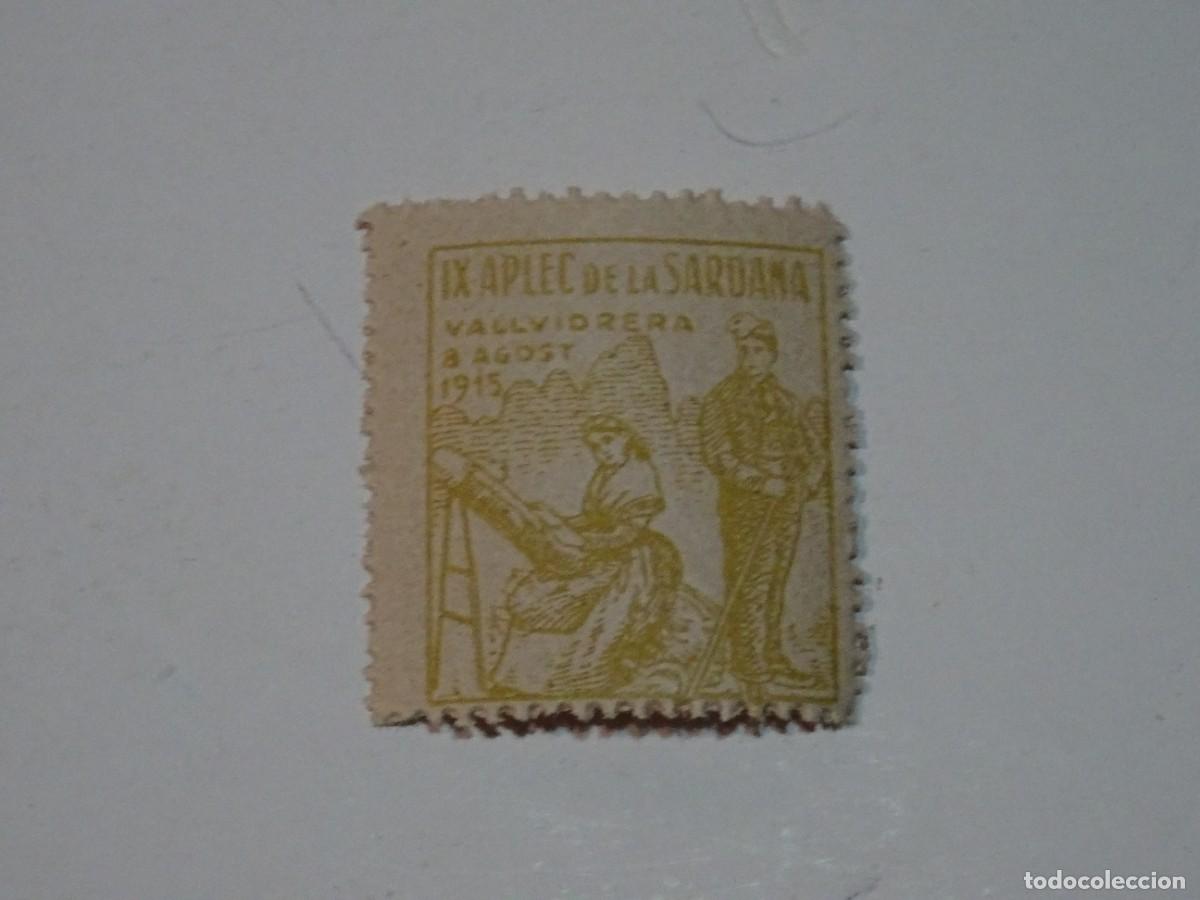 IX APLEC DE LA SARDANA
VALLVIDRERA
8 AGOST
1915
todocoleccion